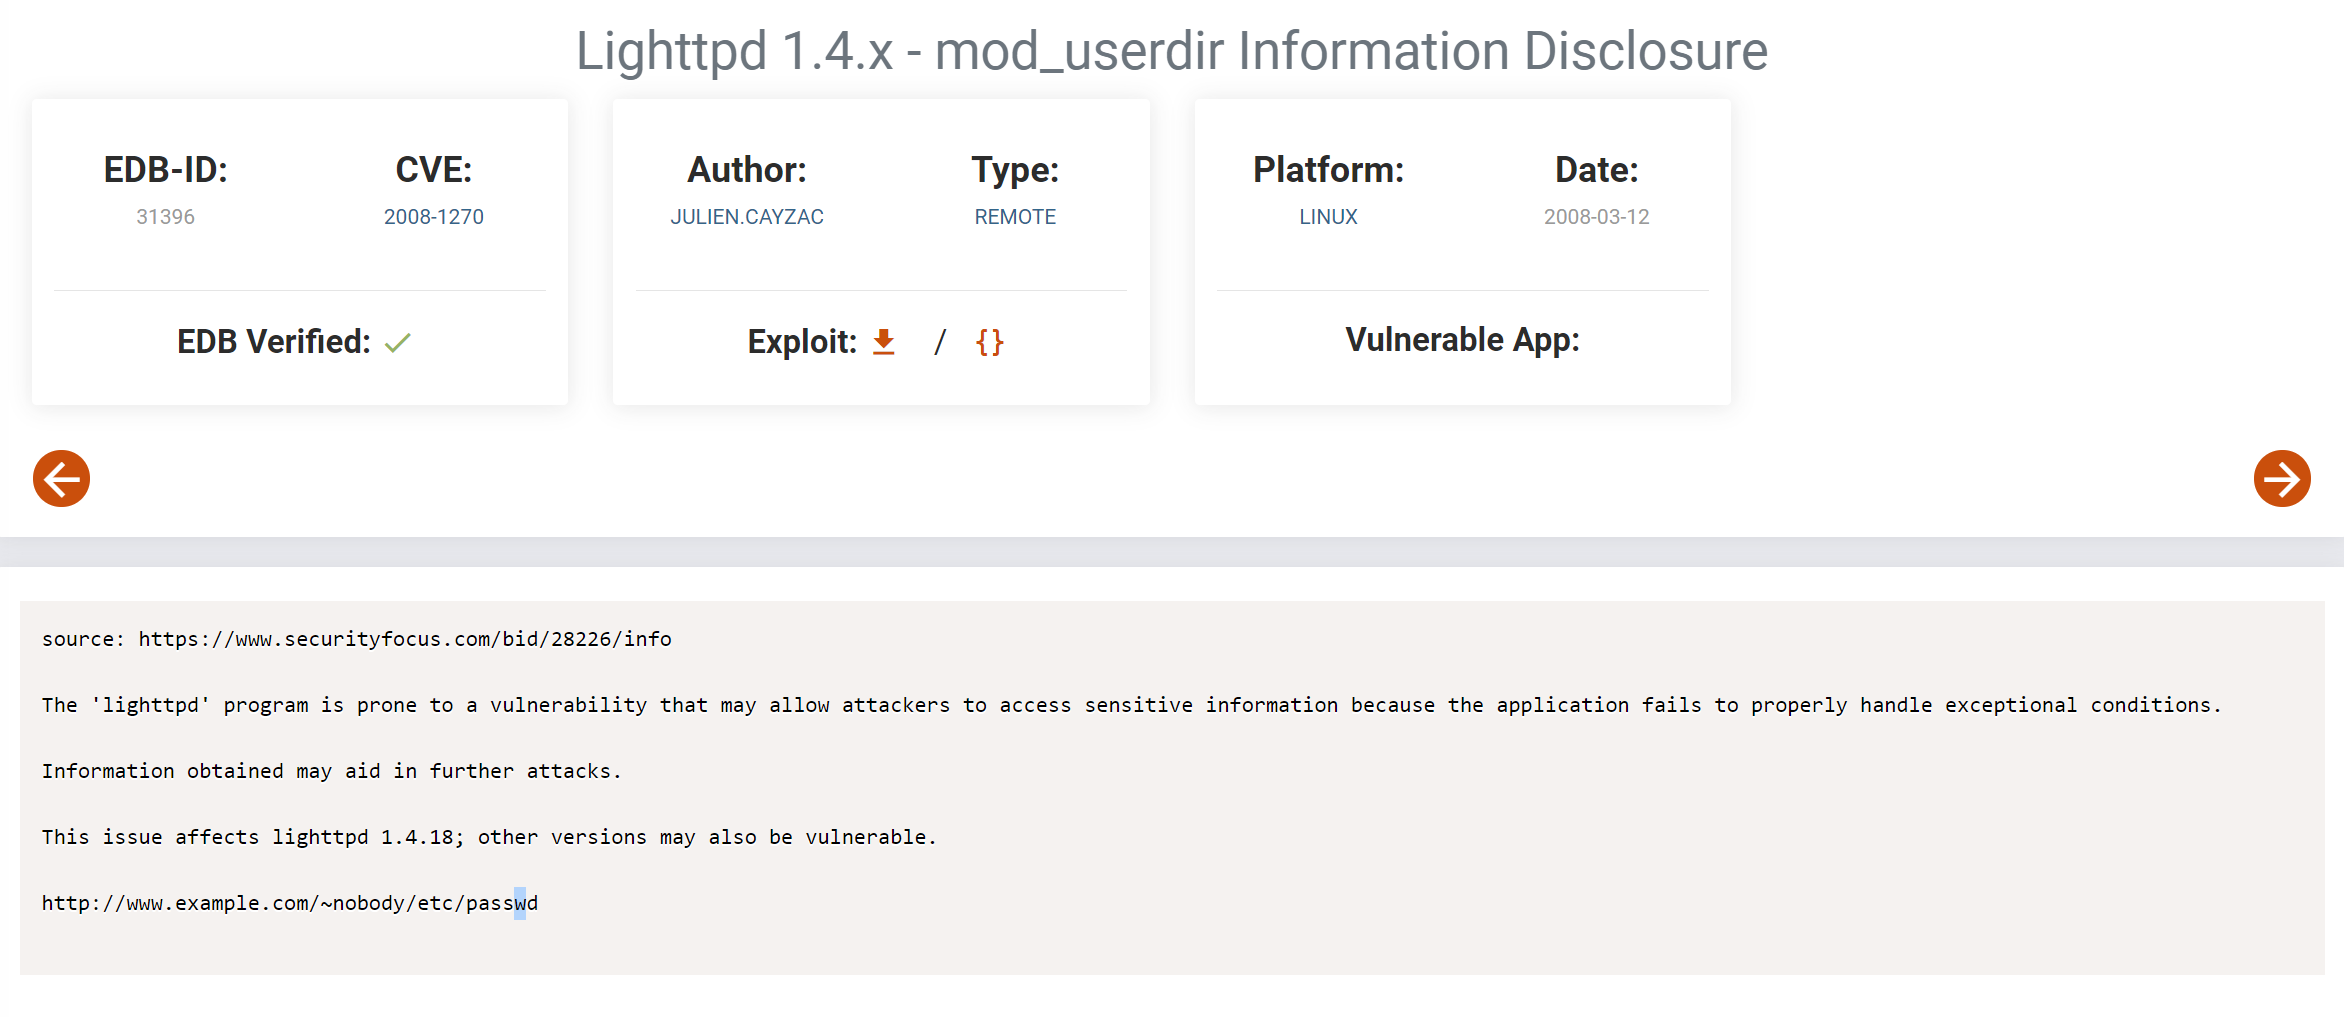 Lighttpd 1.4.x - mod_userdir Information Disclosure
EDB-ID:
31396
CVE:
2008-1270
EDB Verified:
Author:
JULIEN.CAYZAC
Type:
REMOTE
Exploit: / {}
Platform:
LINUX
Date:
2008-03-12
Vulnerable App:
source: https://www.securityfocus.com/bid/28226/info
The 'lighttpd' program is prone to a vulnerability that may allow attackers to access sensitive information because the application fails to properly handle exceptional conditions.
Information obtained may aid in further attacks.
This issue affects lighttpd 1.4.18; other versions may also be vulnerable.
http://www.example.com/~nobody/etc/passwd